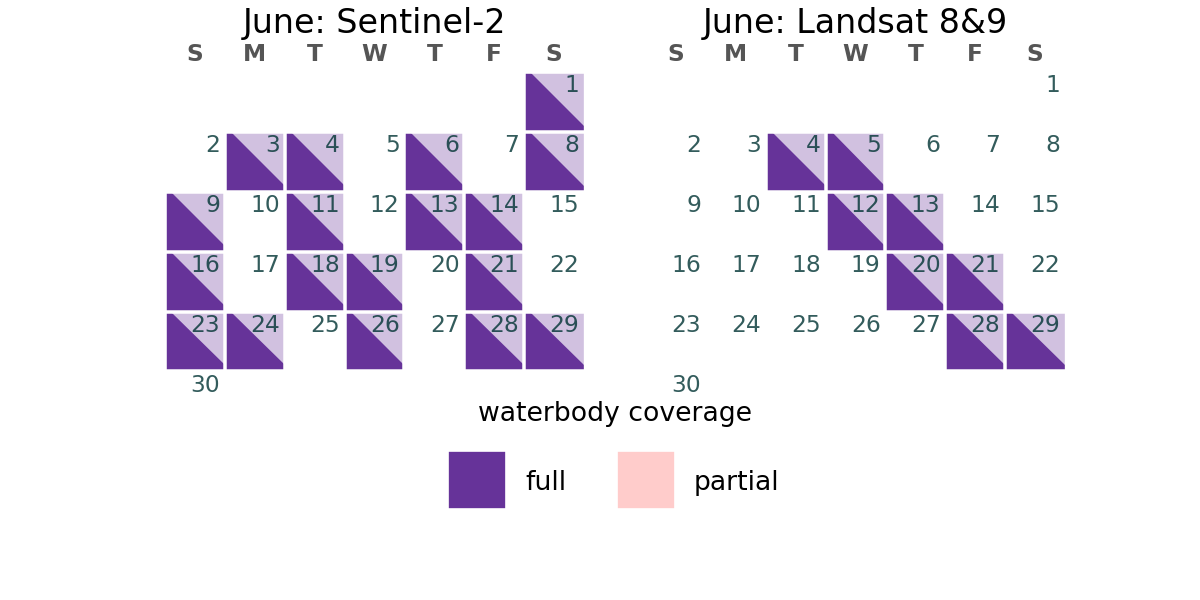 June: Sentinel-2
S M T W T F S
1
2 3 4 5 6 7 8
9 10 11 12 13 14 15
16 17 18 19 20 21 22
23 24 25 26 27 28 29
30
June: Landsat 8&9
S M T W T F S
1
2 3 4 5 6 7 8
9 10 11 12 13 14 15
16 17 18 19 20 21 22
23 24 25 26 27 28 29
30
waterbody coverage
full
partial